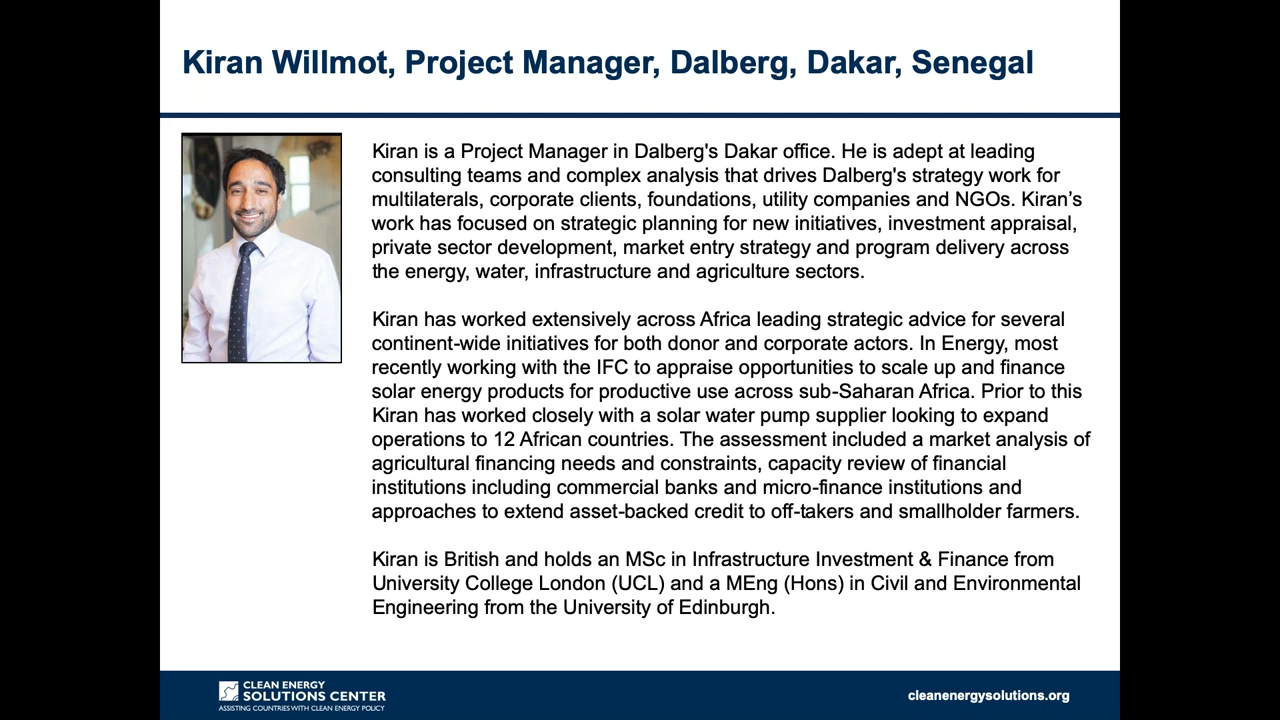 Kiran Willmot, Project Manager, Dalberg, Dakar, Senegal
Kiran is a Project Manager in Dalberg's Dakar office. He is adept at leading
consulting teams and complex analysis that drives Dalberg's strategy work for
multilaterals, corporate clients, foundations, utility companies and NGOs. Kiran’s
work has focused on strategic planning for new initiatives, investment appraisal,
private sector development, market entry strategy and program delivery across
the energy, water, infrastructure and agriculture sectors.
Kiran has worked extensively across Africa leading strategic advice for several
continent-wide initiatives for both donor and corporate actors. In Energy, most
recently working with the IFC to appraise opportunities to scale up and finance
solar energy products for productive use across sub-Saharan Africa. Prior to this
Kiran has worked closely with a solar water pump supplier looking to expand
operations to 12 African countries. The assessment included a market analysis of
agricultural financing needs and constraints, capacity review of financial
institutions including commercial banks and micro-finance institutions and
approaches to extend asset-backed credit to off-takers and smallholder farmers.
Kiran is British and holds an MSc in Infrastructure Investment & Finance from
University College London (UCL) and a MEng (Hons) in Civil and Environmental
Engineering from the University of Edinburgh.
CLEAN ENERGY
SOLUTIONS CENTER
ASSISTING COUNTRIES WITH CLEAN ENERGY POLICY
cleanenergysolutions.org